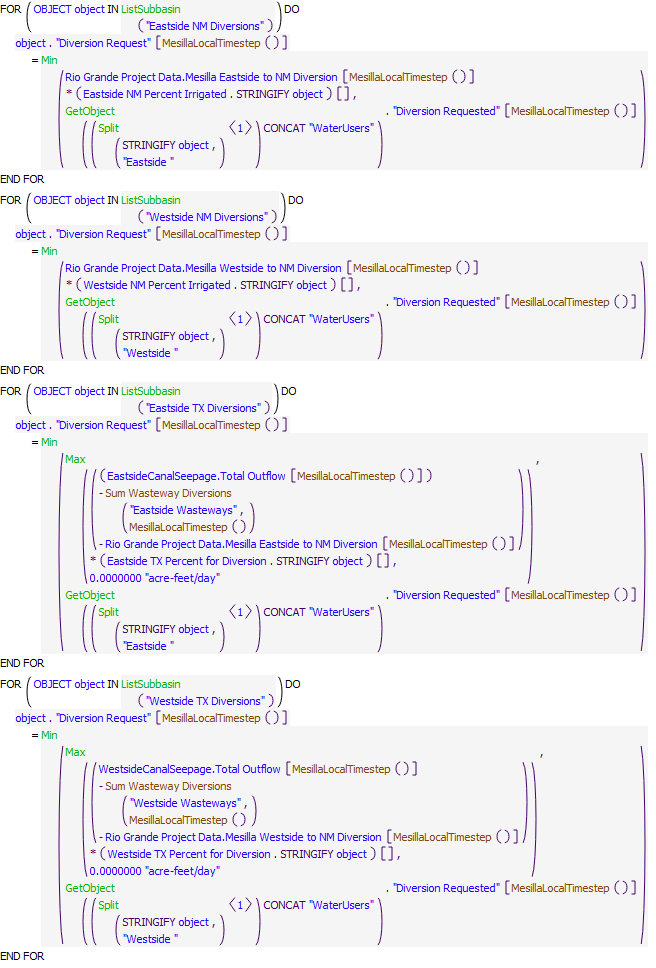 FOR ( OBJECT object IN ListSubbasin ) DO
( "Eastside NM Diversions" )
object . "Diversion Request" [ MesillaLocalTimestep ( ) ]
= Min
Rio Grande Project Data.Mesilla Eastside to NM Diversion [ MesillaLocalTimestep ( ) ]
* ( Eastside NM Percent Irrigated . STRINGIFY object ) [ ] ,
GetObject . "Diversion Requested" [ MesillaLocalTimestep ( ) ]
( ( Split 〈 1 〉 ) CONCAT "WaterUsers" )
( STRINGIFY object , )
"Eastside "
END FOR
FOR ( OBJECT object IN ListSubbasin ) DO
( "Westside NM Diversions" )
object . "Diversion Request" [ MesillaLocalTimestep ( ) ]
= Min
Rio Grande Project Data.Mesilla Westside to NM Diversion [ MesillaLocalTimestep ( ) ]
* ( Westside NM Percent Irrigated . STRINGIFY object ) [ ] ,
GetObject . "Diversion Requested" [ MesillaLocalTimestep ( ) ]
( ( Split 〈 1 〉 ) CONCAT "WaterUsers" )
( STRINGIFY object , )
"Westside "
END FOR
FOR ( OBJECT object IN ListSubbasin ) DO
( "Eastside TX Diversions" )
object . "Diversion Request" [ MesillaLocalTimestep ( ) ]
= Min
Max ,
( EastsideCanalSeepage.Total Outflow [ MesillaLocalTimestep ( ) ] )
- Sum Wasteway Diversions
( "Eastside Wasteways" ,
MesillaLocalTimestep ( ) )
- Rio Grande Project Data.Mesilla Eastside to NM Diversion [ MesillaLocalTimestep ( ) ]
* ( Eastside TX Percent for Diversion . STRINGIFY object ) [ ] ,
0.0000000 "acre-feet/day"
GetObject . "Diversion Requested" [ MesillaLocalTimestep ( ) ]
( ( Split 〈 1 〉 ) CONCAT "WaterUsers" )
( STRINGIFY object , )
"Eastside "
END FOR
FOR ( OBJECT object IN ListSubbasin ) DO
( "Westside TX Diversions" )
object . "Diversion Request" [ MesillaLocalTimestep ( ) ]
= Min
Max ,
WestsideCanalSeepage.Total Outflow [ MesillaLocalTimestep ( ) ]
- Sum Wasteway Diversions
( "Westside Wasteways" ,
MesillaLocalTimestep ( ) )
- Rio Grande Project Data.Mesilla Westside to NM Diversion [ MesillaLocalTimestep ( ) ]
* ( Westside TX Percent for Diversion . STRINGIFY object ) [ ] ,
0.0000000 "acre-feet/day"
GetObject . "Diversion Requested" [ MesillaLocalTimestep ( ) ]
( ( Split 〈 1 〉 ) CONCAT "WaterUsers" )
( STRINGIFY object , )
"Westside "
END FOR